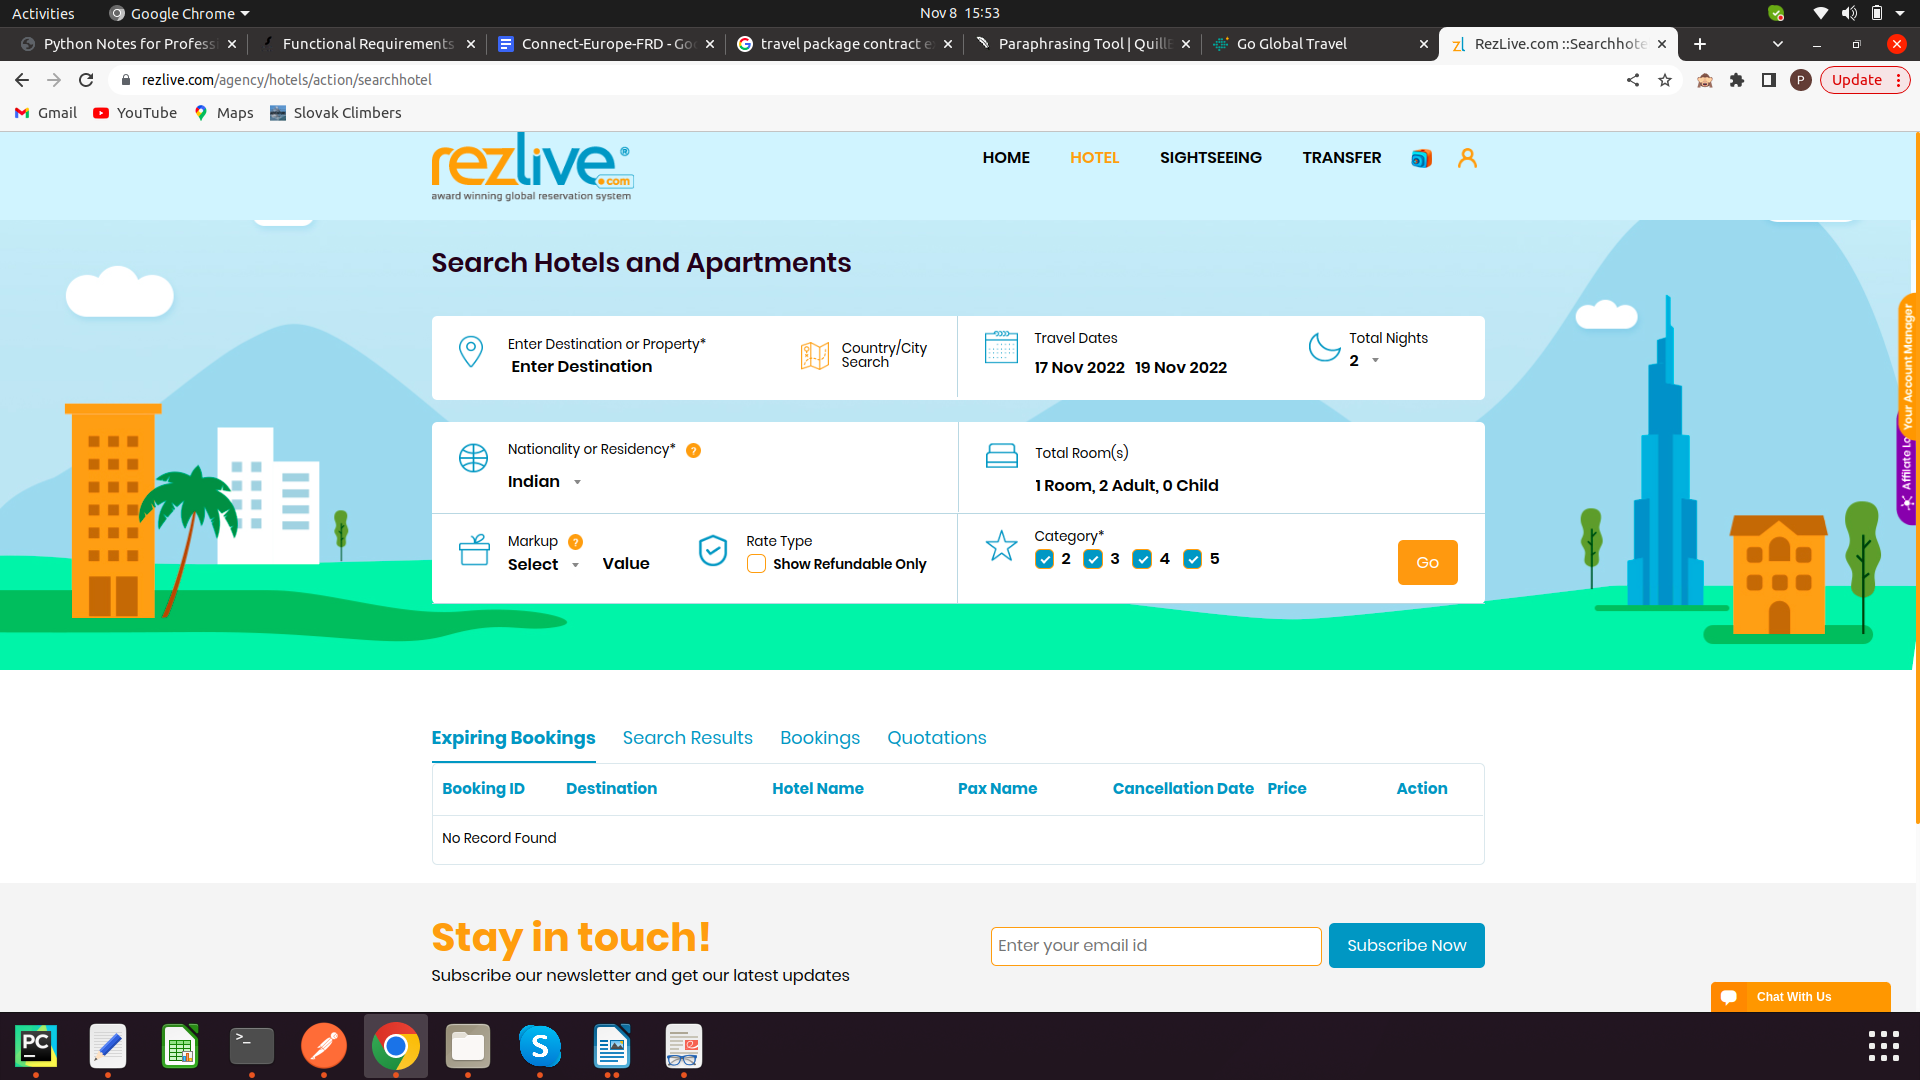 Activities
Google Chrome
Nov 8 15:53
Python Notes for Profess
Functional Requirements
Connect-Europe-FRD - Go
travel package contract e
Paraphrasing Tool | Quill
Go Global Travel
RezLive.com ::Searchhote
rezlive.com/agency/hotels/action/searchhotel
P
Update
Gmail
YouTube
Maps
Slovak Climbers
rezlive.com®
award winning global reservation system
HOME
HOTEL
SIGHTSEEING
TRANSFER
Search Hotels and Apartments
Enter Destination or Property*
Enter Destination
Country/City
Search
Travel Dates
17 Nov 2022 19 Nov 2022
Total Nights
2
Nationality or Residency* ?
Indian
Total Room(s)
1 Room, 2 Adult, 0 Child
Markup ?
Select
Value
Rate Type
Show Refundable Only
Category*
2 3 4 5
Go
Your Account Manager
Affiliate Lo
Expiring Bookings
Search Results
Bookings
Quotations
Booking ID
Destination
Hotel Name
Pax Name
Cancellation Date
Price
Action
No Record Found
Stay in touch!
Subscribe our newsletter and get our latest updates
Enter your email id
Subscribe Now
Chat With Us
PC
>_
S